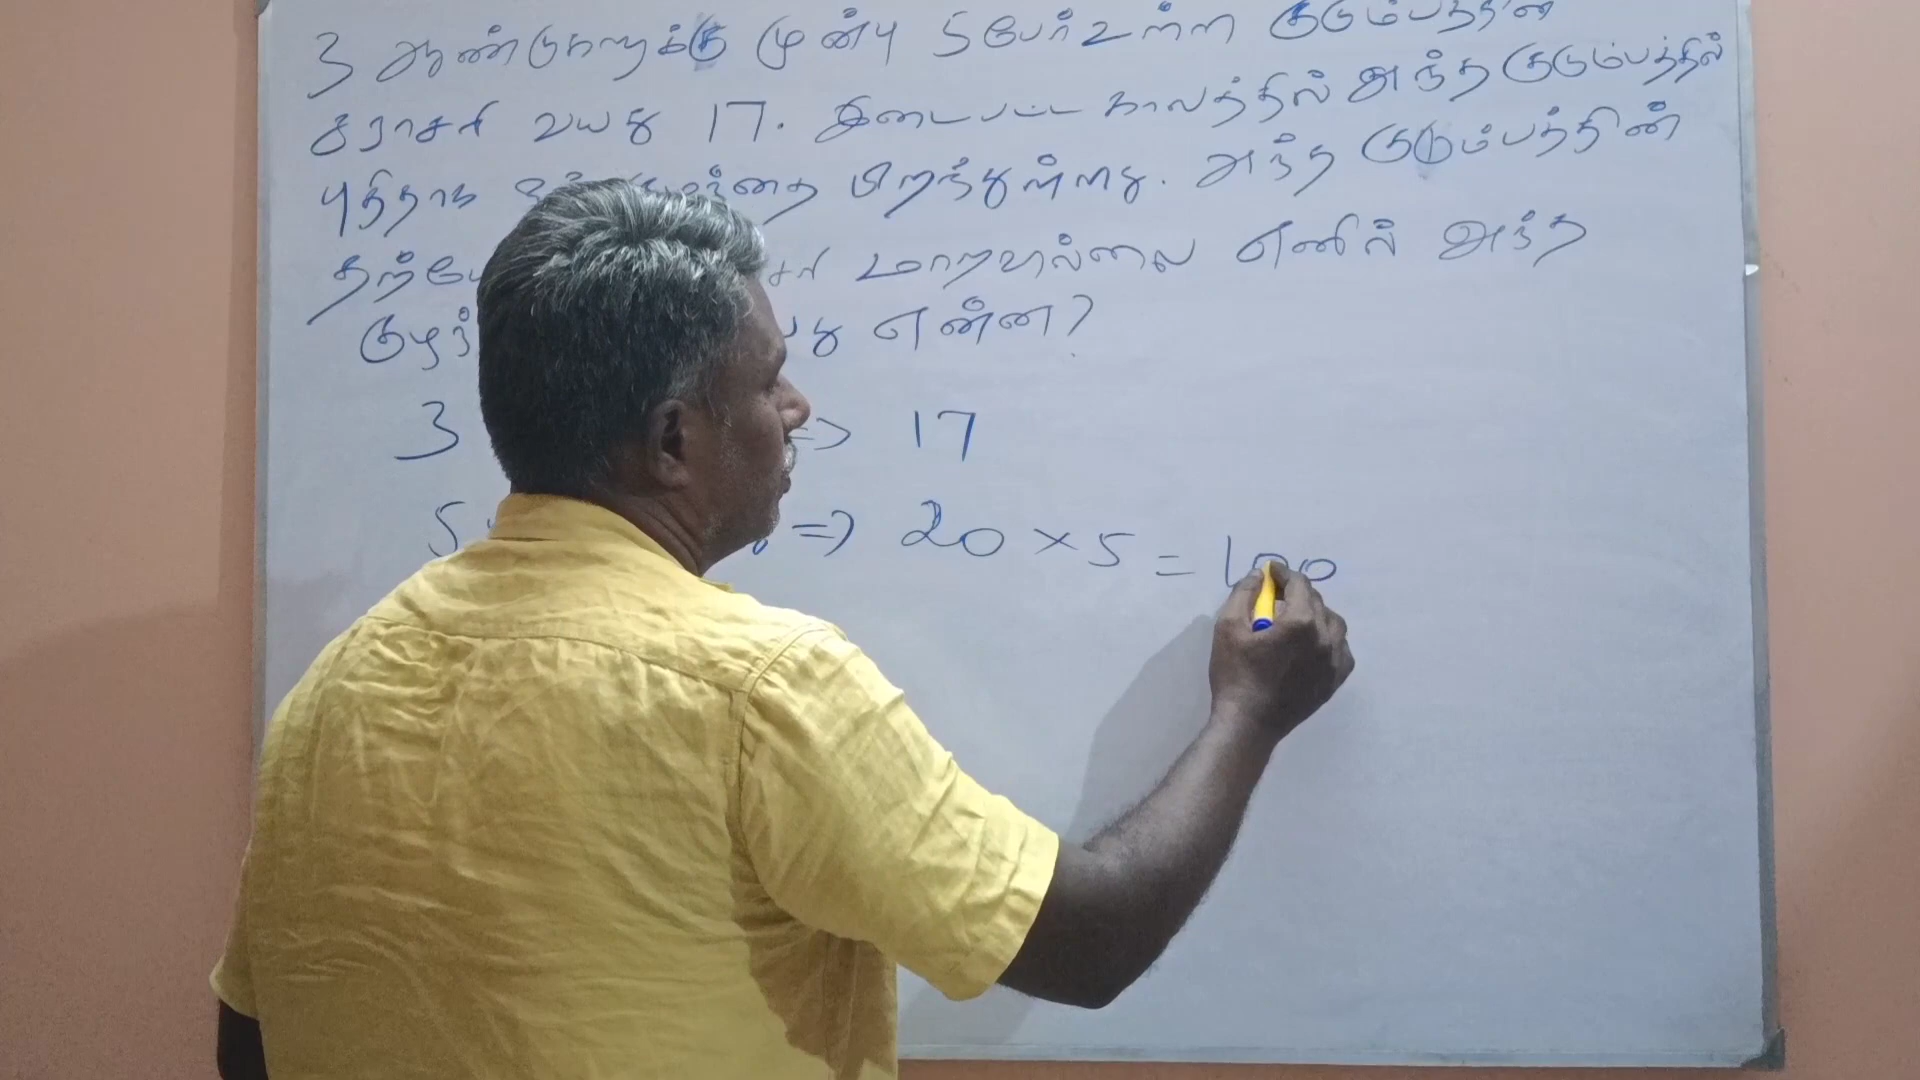 3 ஆண்டுகளுக்கு முன்பு 5 பேர் உள்ள குடும்பத்தின்
சராசரி வயது 17. இடைபட்ட காலத்தில் அந்த குடும்பத்தில்
புதிதாக பிறந்துள்ளது. அந்த குடும்பத்தின்
மாறவில்லை எனில் அந்த
என்ன?
3 => 17
5 => 20 × 5 = 100